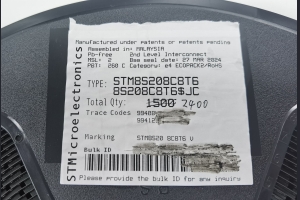 Manufactured under patents or patents pending
Assembled in: MALAYSIA
Pb-free 2nd Level Interconnect
MSL: 2 Bag seal date: 27 MAR 2024
PBT: 260 C Category: e4 ECOPACK2/RoHS
TYPE: STM8S208C8T6
8S208C8T6$JC
Total Qty: 1500 2400
Trace Codes
Marking STM8S20 8C8T6 V
Bulk ID
Please provide the bulk ID for any inquiry
STMicroelectronics